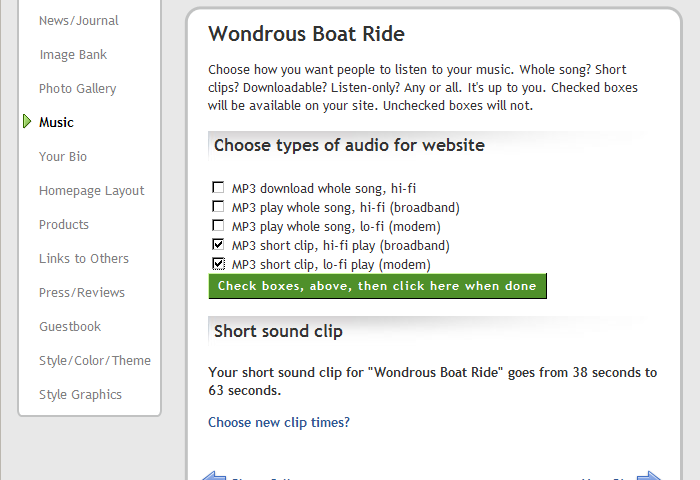 News/Journal
Image Bank
Photo Gallery
Music
Your Bio
Homepage Layout
Products
Links to Others
Press/Reviews
Guestbook
Style/Color/Theme
Style Graphics
Wondrous Boat Ride
Choose how you want people to listen to your music. Whole song? Short
clips? Downloadable? Listen-only? Any or all. It's up to you. Checked boxes
will be available on your site. Unchecked boxes will not.
Choose types of audio for website
MP3 download whole song, hi-fi
MP3 play whole song, hi-fi (broadband)
MP3 play whole song, lo-fi (modem)
MP3 short clip, hi-fi play (broadband)
MP3 short clip, lo-fi play (modem)
Check boxes, above, then click here when done
Short sound clip
Your short sound clip for "Wondrous Boat Ride" goes from 38 seconds to
63 seconds.
Choose new clip times?